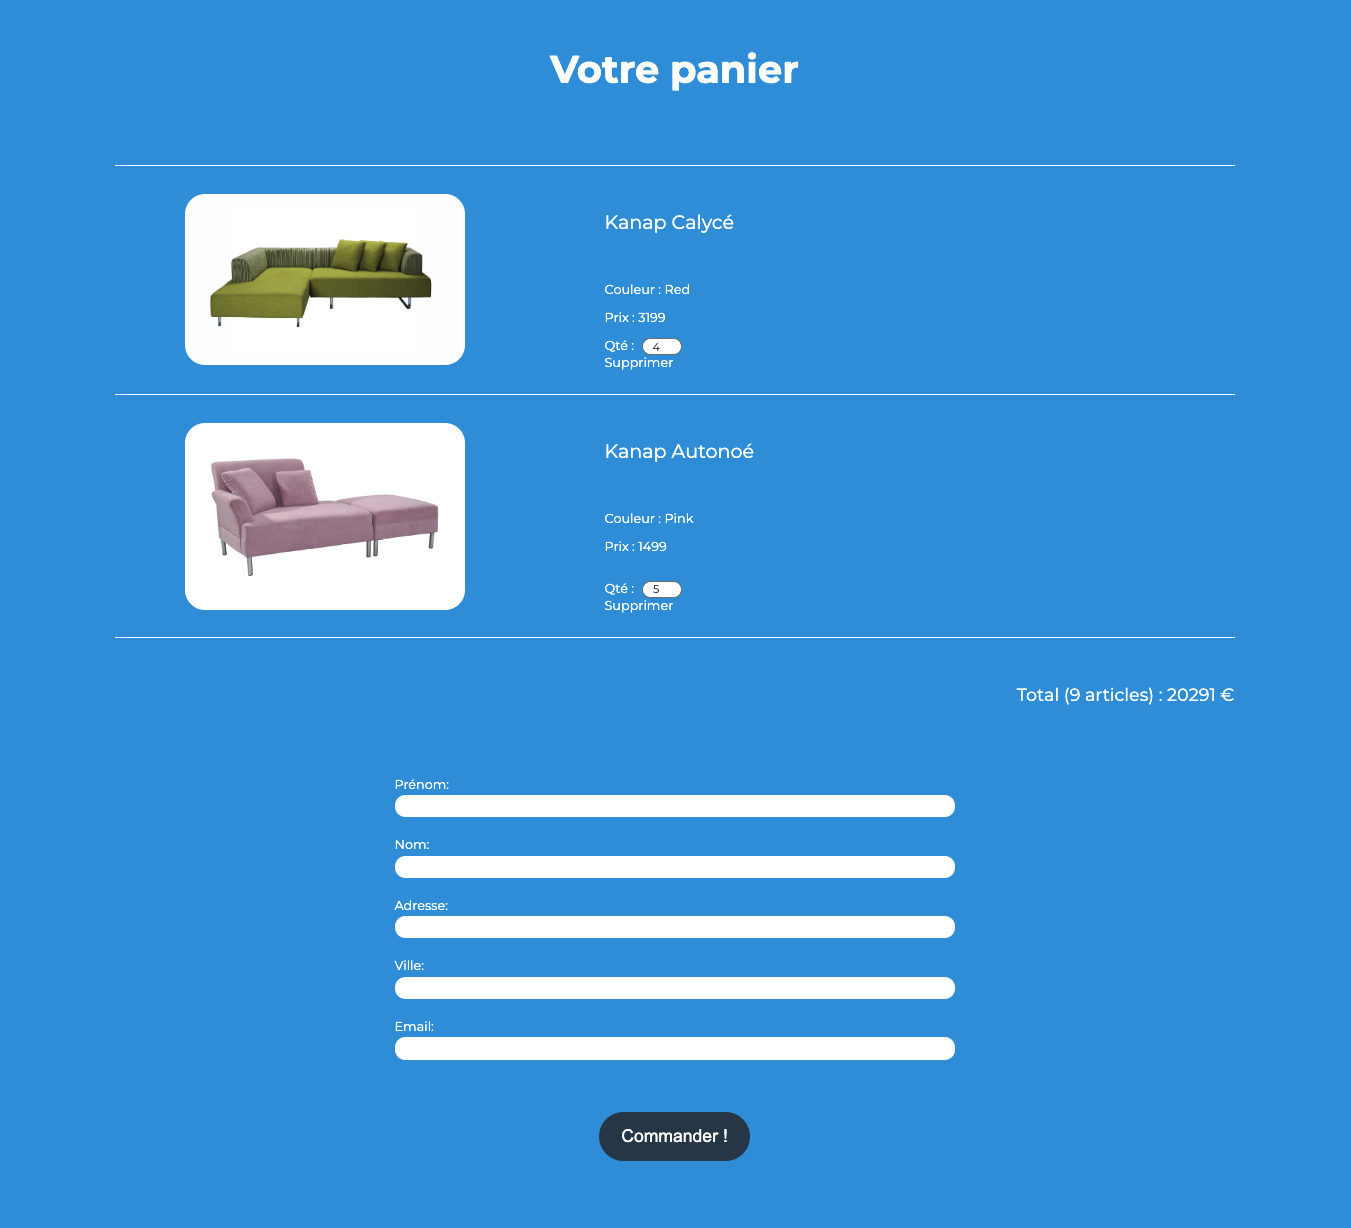 Votre panier
Kanap Calycé
Couleur : Red
Prix : 3199
Qté : 4
Supprimer
Kanap Autonoé
Couleur : Pink
Prix : 1499
Qté : 5
Supprimer
Total (9 articles) : 20291 €
Prénom:
Nom:
Adresse:
Ville:
Email:
Commander !